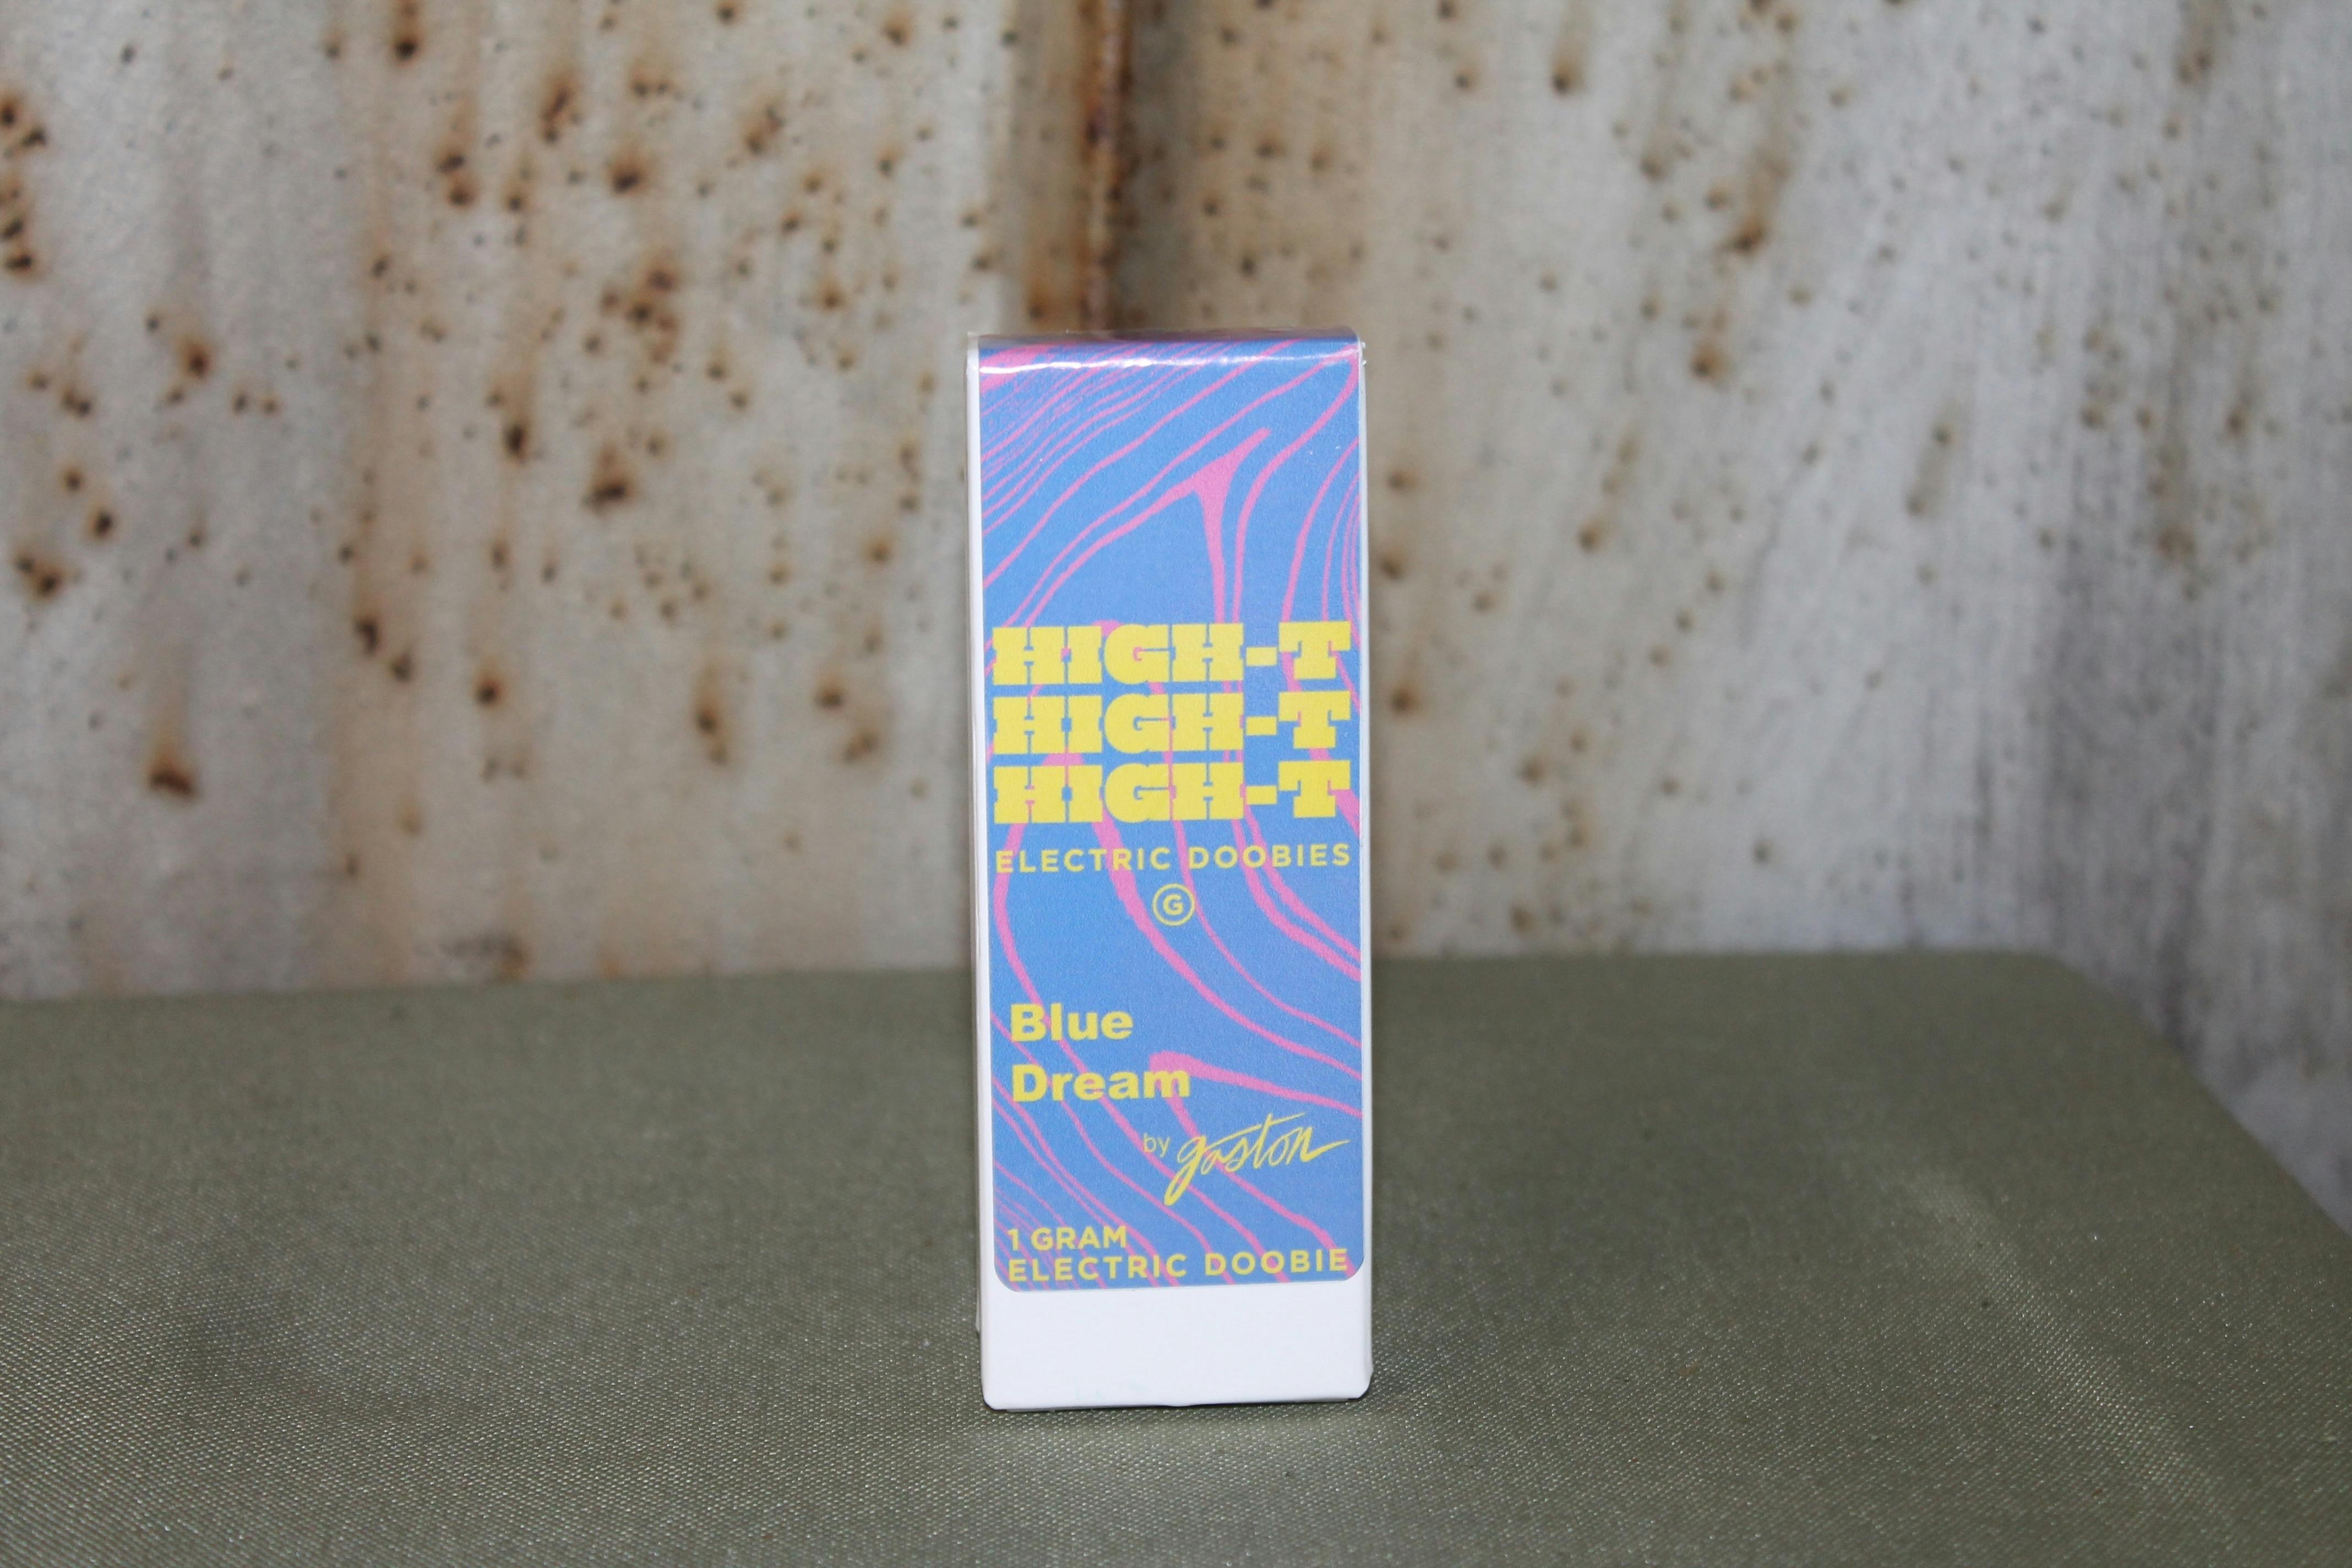 HIGH-T
HIGH-T
HIGH-T
ELECTRIC DOOBIES
G
Blue
Dream
by gaston
1 GRAM
ELECTRIC DOOBIE